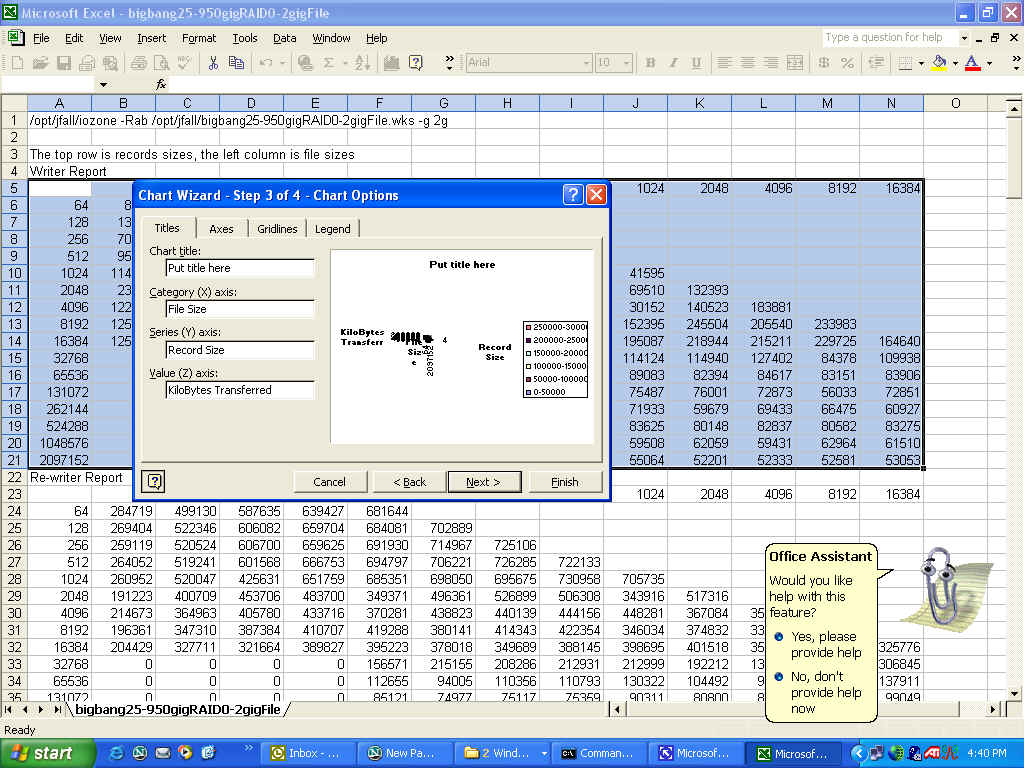 Microsoft Excel - bigbang25-950gigRAID0-2gigFile
File Edit View Insert Format Tools Data Window Help Type a question for help
Arial 10 B I U $ %
fx
A B C D E F G H I J K L M N O
1 /opt/jfall/iozone -Rab /opt/jfall/bigbang25-950gigRAID0-2gigFile.wks -g 2g
2
3 The top row is records sizes, the left column is file sizes
4 Writer Report
5 1024 2048 4096 8192 16384
6 64 8
7 128 13
8 256 70
9 512 95
10 1024 114 41595
11 2048 23 69510 132393
12 4096 122 30152 140523 183881
13 8192 125 152395 245504 205540 233983
14 16384 125 195087 218944 215211 229725 164640
15 32768 114124 114940 127402 84378 109938
16 65536 89083 82394 84617 83151 83906
17 131072 75487 76001 72873 56033 72851
18 262144 71933 59679 69433 66475 60927
19 524288 83625 80148 82837 80582 83275
20 1048576 59508 62059 59431 62964 61510
21 2097152 55064 52201 52333 52581 53053
22 Re-writer Report
23 1024 2048 4096 8192 16384
24 64 284719 499130 587635 639427 681644
25 128 269404 522346 606082 659704 684081 702889
26 256 259119 520524 606700 659625 691930 714967 725106
27 512 264052 519241 601568 666753 694797 706221 726285 722133
28 1024 260952 520047 425631 651759 685351 698050 695675 730958 705735
29 2048 191223 400709 453706 483700 349371 496361 526899 506308 343916 517316
30 4096 214673 364963 405780 433716 370281 438823 440139 444156 448281 367084 35
31 8192 196361 347310 387384 410707 419288 380141 414343 422354 346034 374832 33
32 16384 204429 327711 321664 389827 395223 378018 349689 388145 398695 401518 35 325776
33 32768 0 0 0 0 156571 215155 208286 212931 212999 192212 13 306845
34 65536 0 0 0 0 112655 94005 110356 110793 130322 104492 9 137911
35 131072 0 0 0 0 85121 74977 75117 75359 90311 80800 8 99049
Chart Wizard - Step 3 of 4 - Chart Options
Titles Axes Gridlines Legend
Chart title:
Put title here
Category (X) axis:
File Size
Series (Y) axis:
Record Size
Value (Z) axis:
KiloBytes Transferred
Put title here
KiloBytes
Transferr
4
2097152
Record
Size
250000-3000
200000-2500
150000-2000
100000-1500
50000-100000
0-50000
Cancel < Back Next > Finish
Office Assistant
Would you like
help with this
feature?
Yes, please
provide help
No, don't
provide help
now
bigbang25-950gigRAID0-2gigFile
Ready
start Inbox - ... New Pa... 2 Wind... Comman... Microsof... Microsof... 4:40 PM